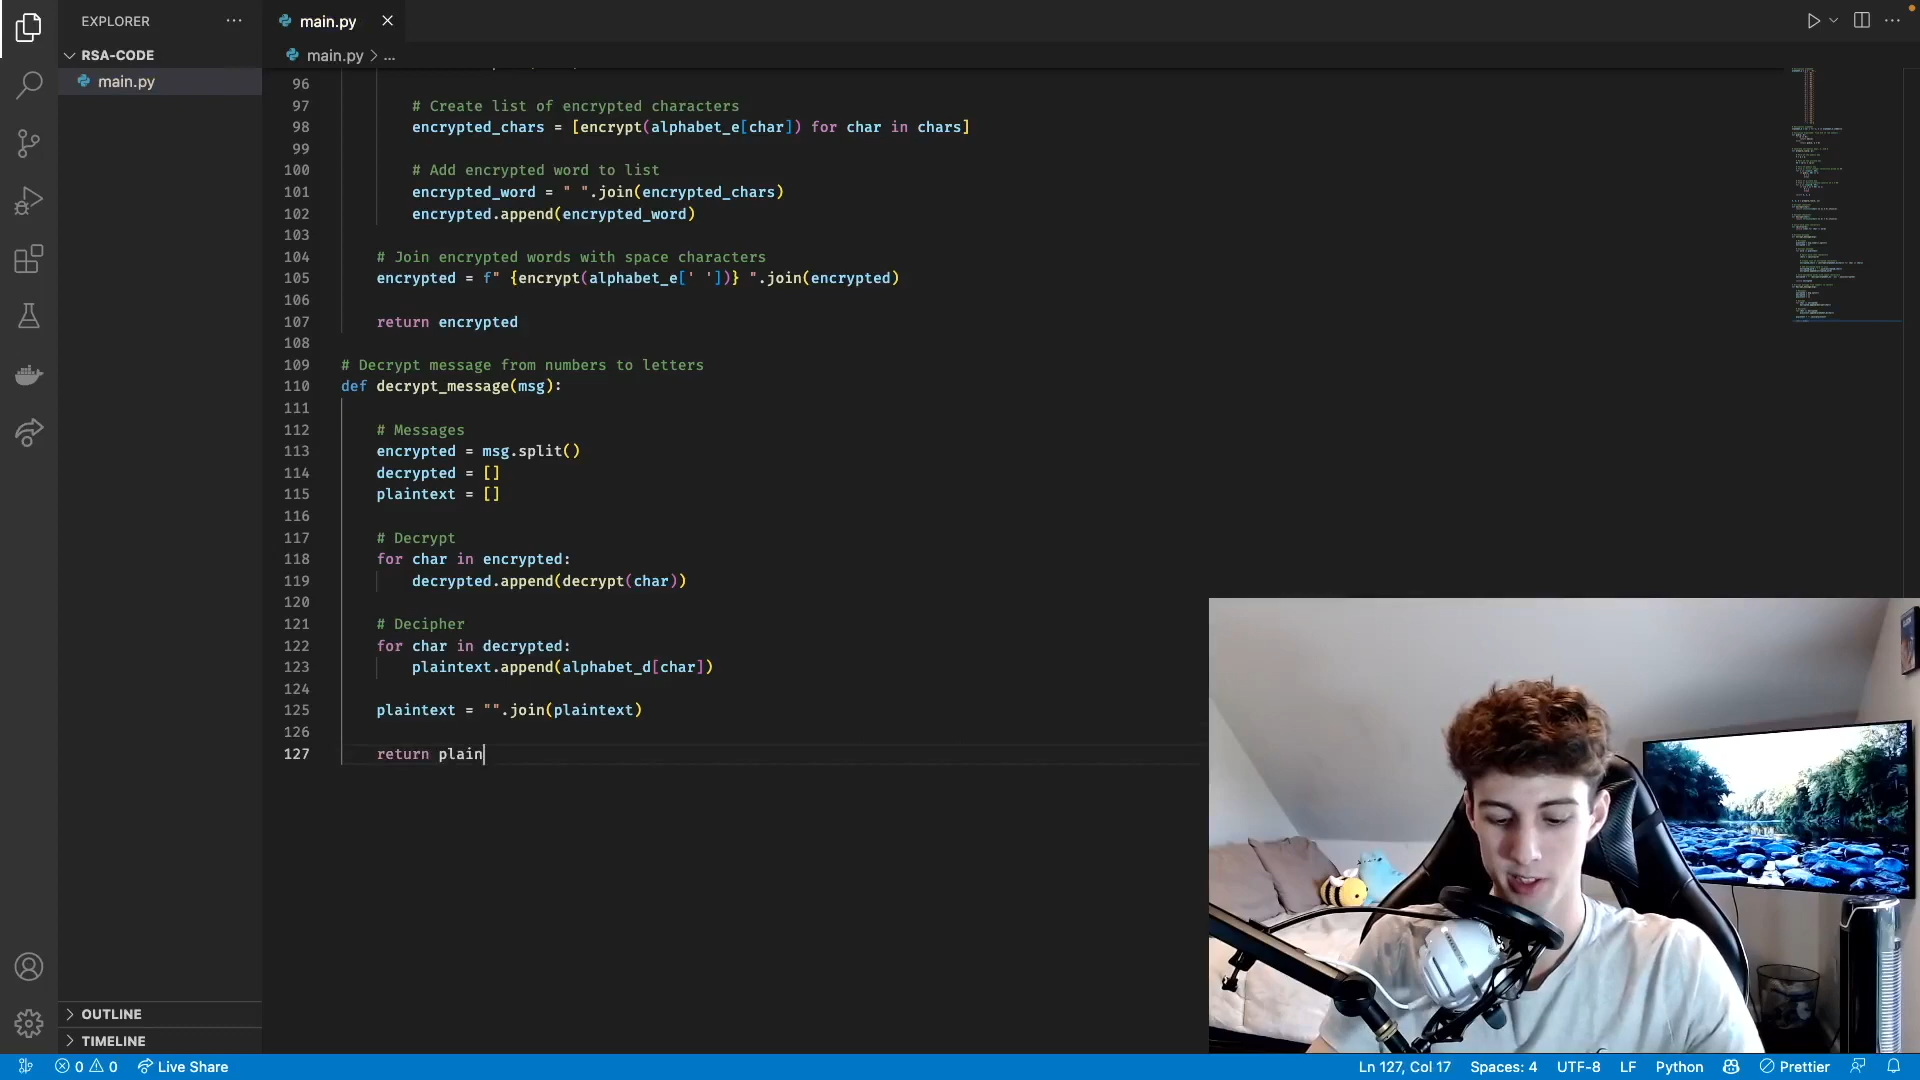 EXPLORER
RSA-CODE
main.py
OUTLINE
TIMELINE
main.py
main.py > ...
96
97 # Create list of encrypted characters
98 encrypted_chars = [encrypt(alphabet_e[char]) for char in chars]
99
100 # Add encrypted word to list
101 encrypted_word = " ".join(encrypted_chars)
102 encrypted.append(encrypted_word)
103
104 # Join encrypted words with space characters
105 encrypted = f" {encrypt(alphabet_e[' '])} ".join(encrypted)
106
107 return encrypted
108
109 # Decrypt message from numbers to letters
110 def decrypt_message(msg):
111
112 # Messages
113 encrypted = msg.split()
114 decrypted = []
115 plaintext = []
116
117 # Decrypt
118 for char in encrypted:
119 decrypted.append(decrypt(char))
120
121 # Decipher
122 for char in decrypted:
123 plaintext.append(alphabet_d[char])
124
125 plaintext = "".join(plaintext)
126
127 return plain
0 0 Live Share Ln 127, Col 17 Spaces: 4 UTF-8 LF Python Prettier